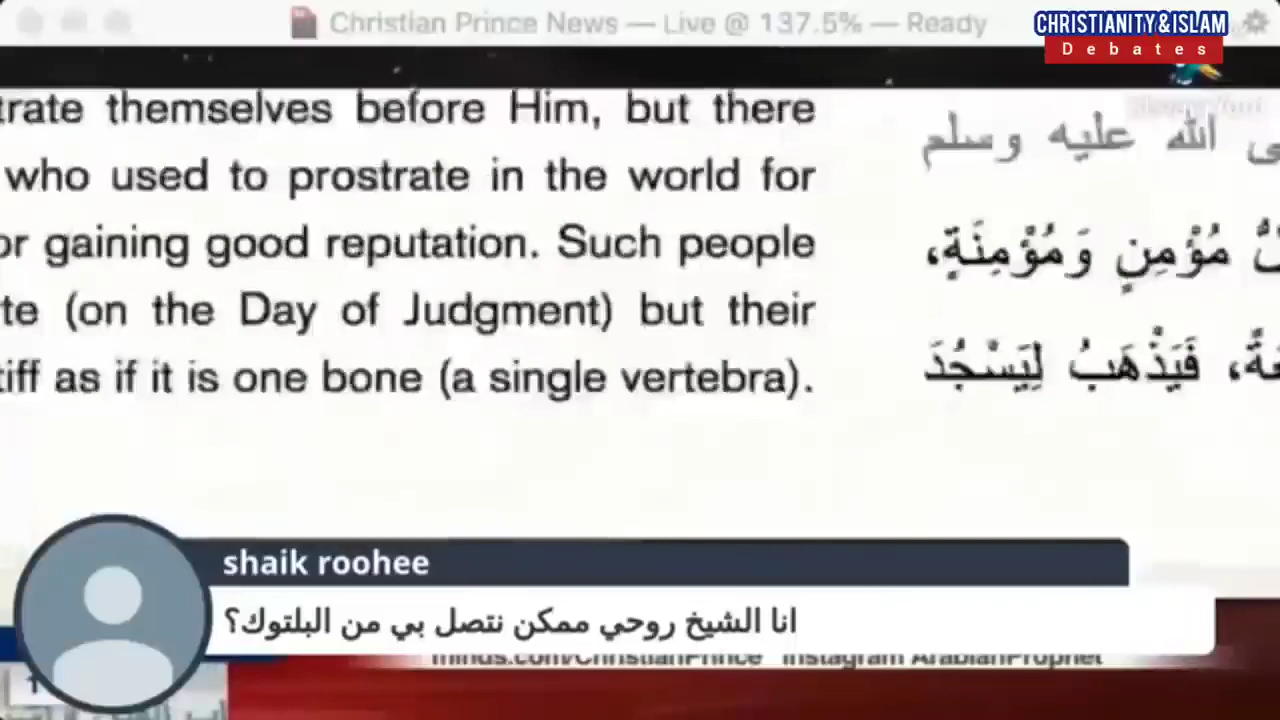 Christian Prince News — Live @ 137.5% — Ready
CHRISTIANITY & ISLAM
Debates
trate themselves before Him, but there
who used to prostrate in the world for
or gaining good reputation. Such people
te (on the Day of Judgment) but their
tiff as if it is one bone (a single vertebra).
ى الله عليه وسلم
لُّ مُؤْمِنٍ وَمُؤْمِنَةٍ،
عَةً، فَيَذْهَبُ لِيَسْجُدَ
shaik roohee
انا الشيخ روحي ممكن نتصل بي من البلتوك؟
minds.com/ChristianPrince Instagram ArabianProphet